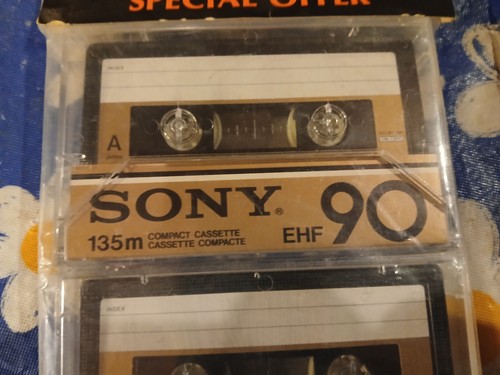 SPECIAL OFFER
INDEX
A
SONY®
135m COMPACT CASSETTE
CASSETTE COMPACTE
EHF 90
INDEX